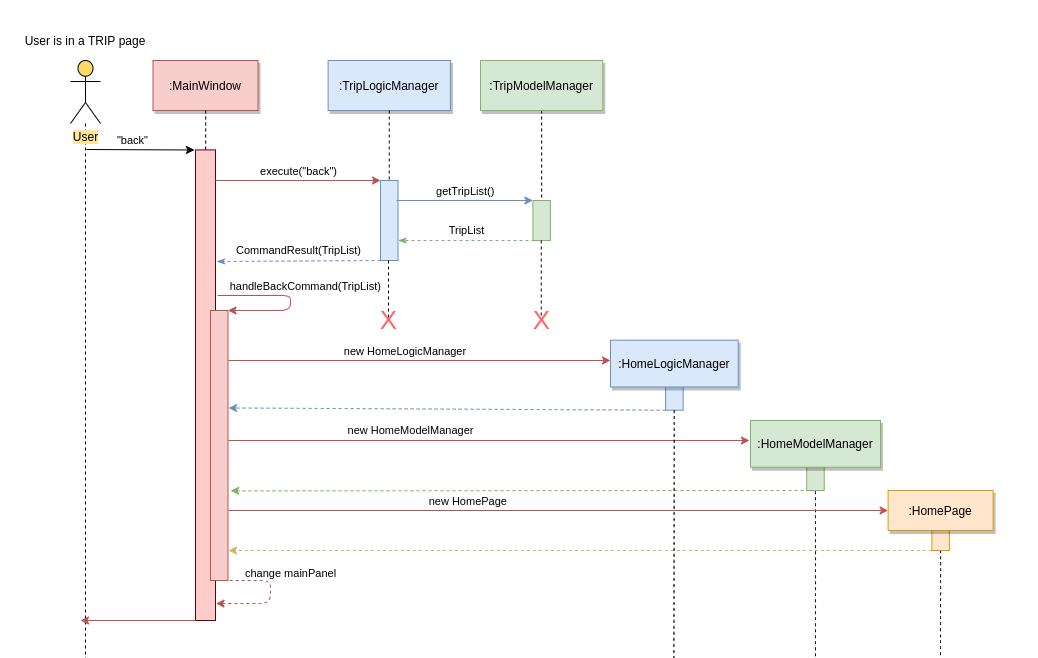 User is in a TRIP page
:MainWindow
:TripLogicManager
:TripModelManager
User
"back"
execute("back")
getTripList()
TripList
CommandResult(TripList)
handleBackCommand(TripList)
X
X
new HomeLogicManager
:HomeLogicManager
new HomeModelManager
:HomeModelManager
new HomePage
:HomePage
change mainPanel